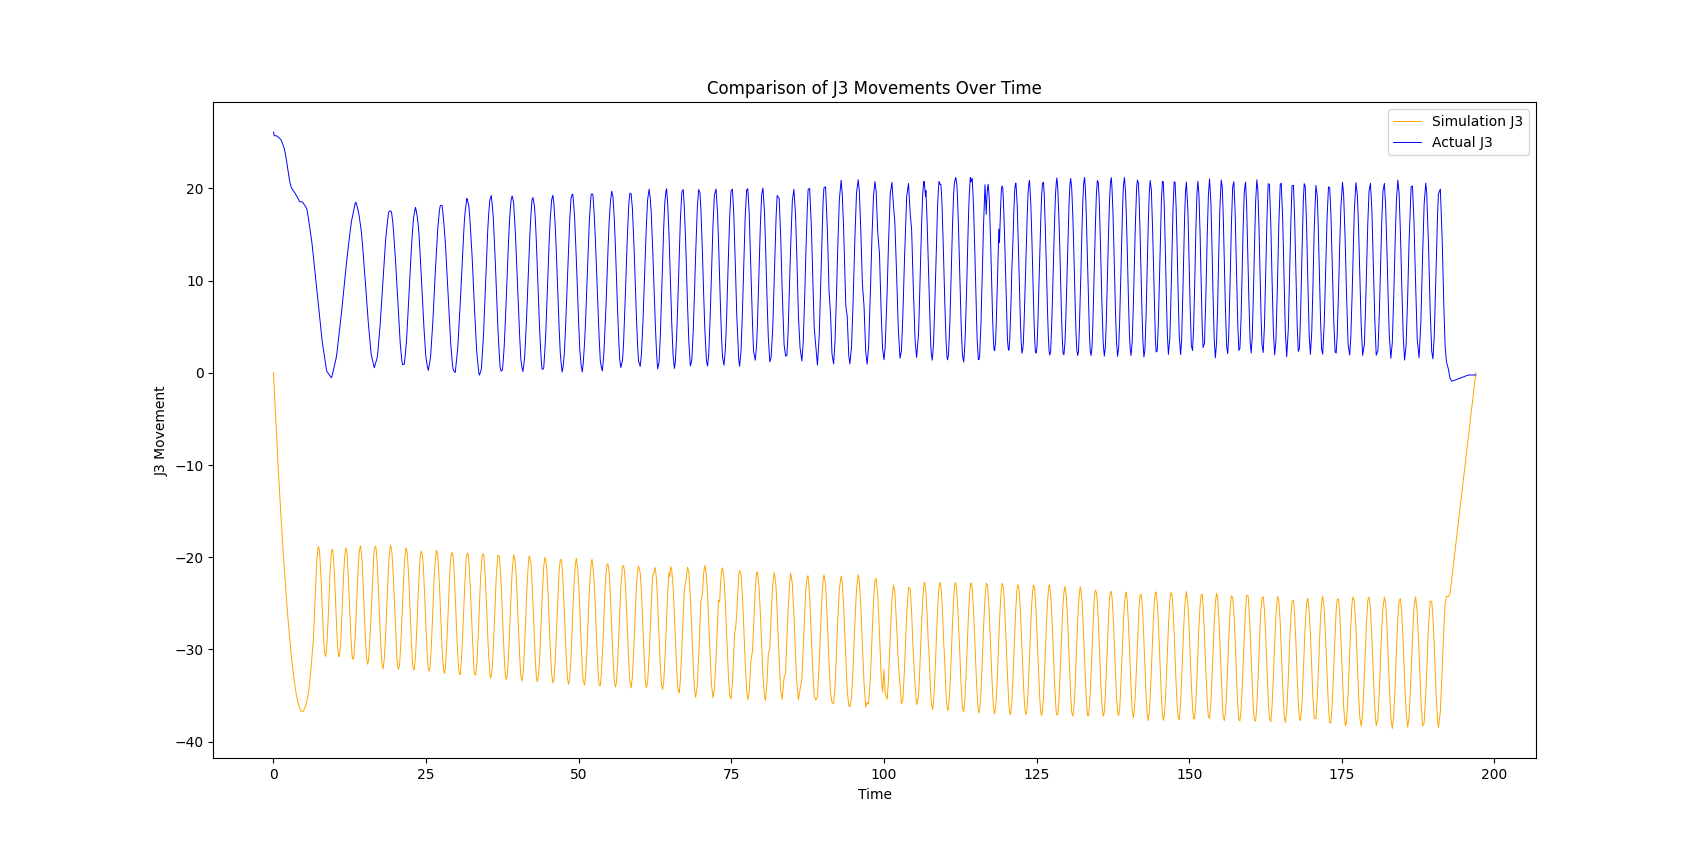 Comparison of J3 Movements Over Time
Simulation J3
Actual J3
J3 Movement
20
10
0
−10
−20
−30
−40
0 25 50 75 100 125 150 175 200
Time